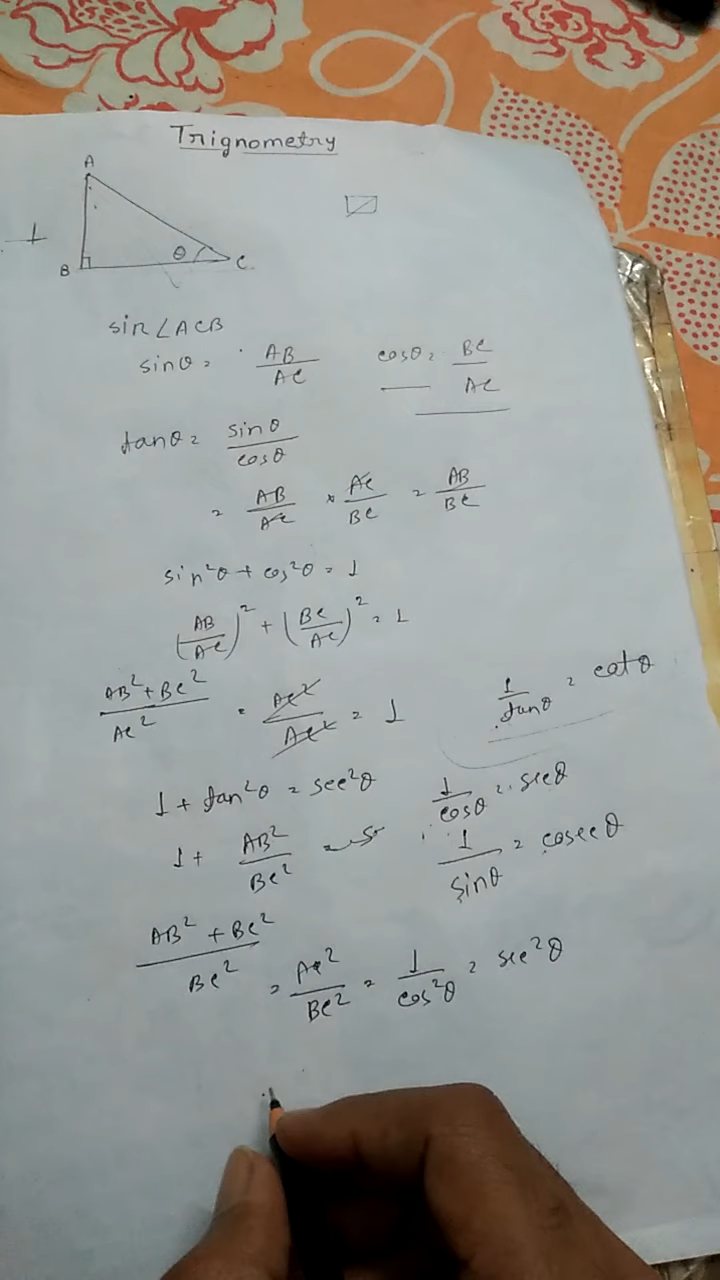 Trignometry
A
B θ C
sin∠ACB
sinθ = AB/AC cosθ = BC/AC
tanθ = sinθ/cosθ
= AB/AC × AC/BC = AB/BC
sin²θ + cos²θ = 1
(AB/AC)² + (BC/AC)² = 1
AB² + BC²/AC² = AC²/AC² = 1 1/tanθ = cotθ
1 + tan²θ = sec²θ 1/cosθ = secθ
1 + AB²/BC² = 1/sinθ = cosecθ
AB² + BC²/BC² = AC²/BC² = 1/cos²θ = sec²θ